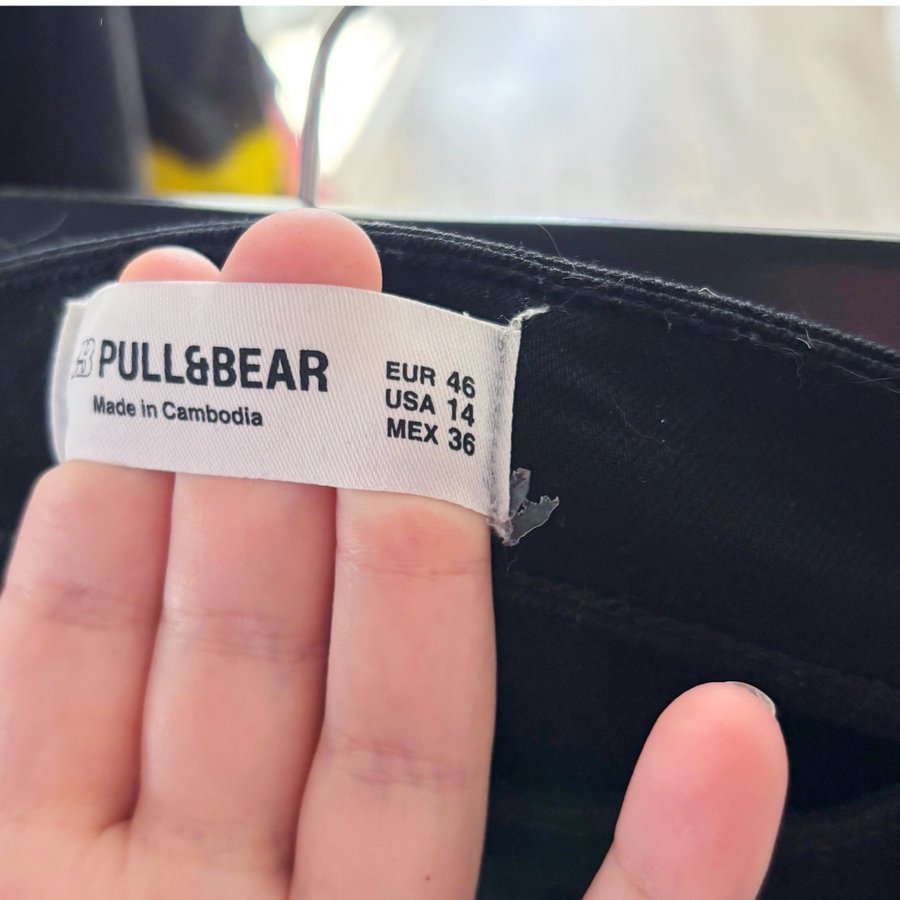 PULL&BEAR
Made in Cambodia
EUR 46
USA 14
MEX 36